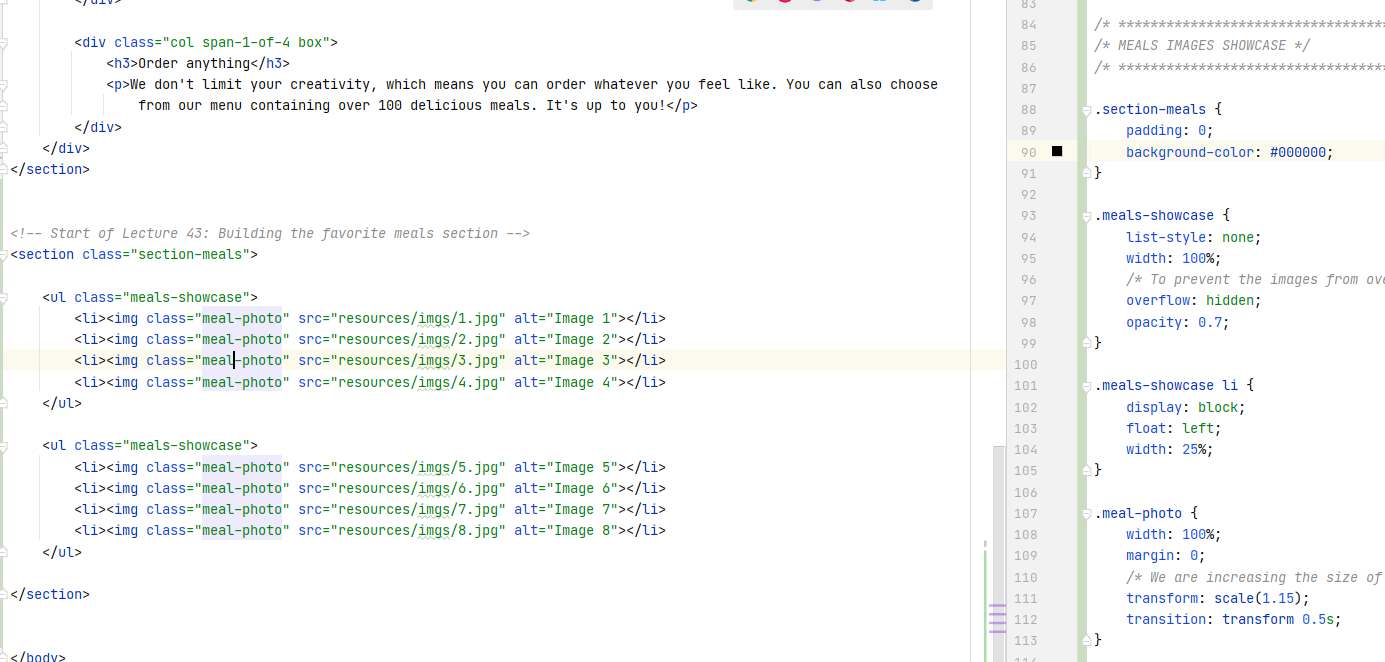 </div>
<div class="col span-1-of-4 box">
<h3>Order anything</h3>
<p>We don't limit your creativity, which means you can order whatever you feel like. You can also choose
from our menu containing over 100 delicious meals. It's up to you!</p>
</div>
</div>
</section>
<!-- Start of Lecture 43: Building the favorite meals section -->
<section class="section-meals">
<ul class="meals-showcase">
<li><img class="meal-photo" src="resources/imgs/1.jpg" alt="Image 1"></li>
<li><img class="meal-photo" src="resources/imgs/2.jpg" alt="Image 2"></li>
<li><img class="meal-photo" src="resources/imgs/3.jpg" alt="Image 3"></li>
<li><img class="meal-photo" src="resources/imgs/4.jpg" alt="Image 4"></li>
</ul>
<ul class="meals-showcase">
<li><img class="meal-photo" src="resources/imgs/5.jpg" alt="Image 5"></li>
<li><img class="meal-photo" src="resources/imgs/6.jpg" alt="Image 6"></li>
<li><img class="meal-photo" src="resources/imgs/7.jpg" alt="Image 7"></li>
<li><img class="meal-photo" src="resources/imgs/8.jpg" alt="Image 8"></li>
</ul>
</section>
</body>
83
84 /* **********************************
85 /* MEALS IMAGES SHOWCASE */
86 /* **********************************
87
88 .section-meals {
89 padding: 0;
90 background-color: #000000;
91 }
92
93 .meals-showcase {
94 list-style: none;
95 width: 100%;
96 /* To prevent the images from
97 overflow: hidden;
98 opacity: 0.7;
99 }
100
101 .meals-showcase li {
102 display: block;
103 float: left;
104 width: 25%;
105 }
106
107 .meal-photo {
108 width: 100%;
109 margin: 0;
110 /* We are increasing the size of
111 transform: scale(1.15);
112 transition: transform 0.5s;
113 }